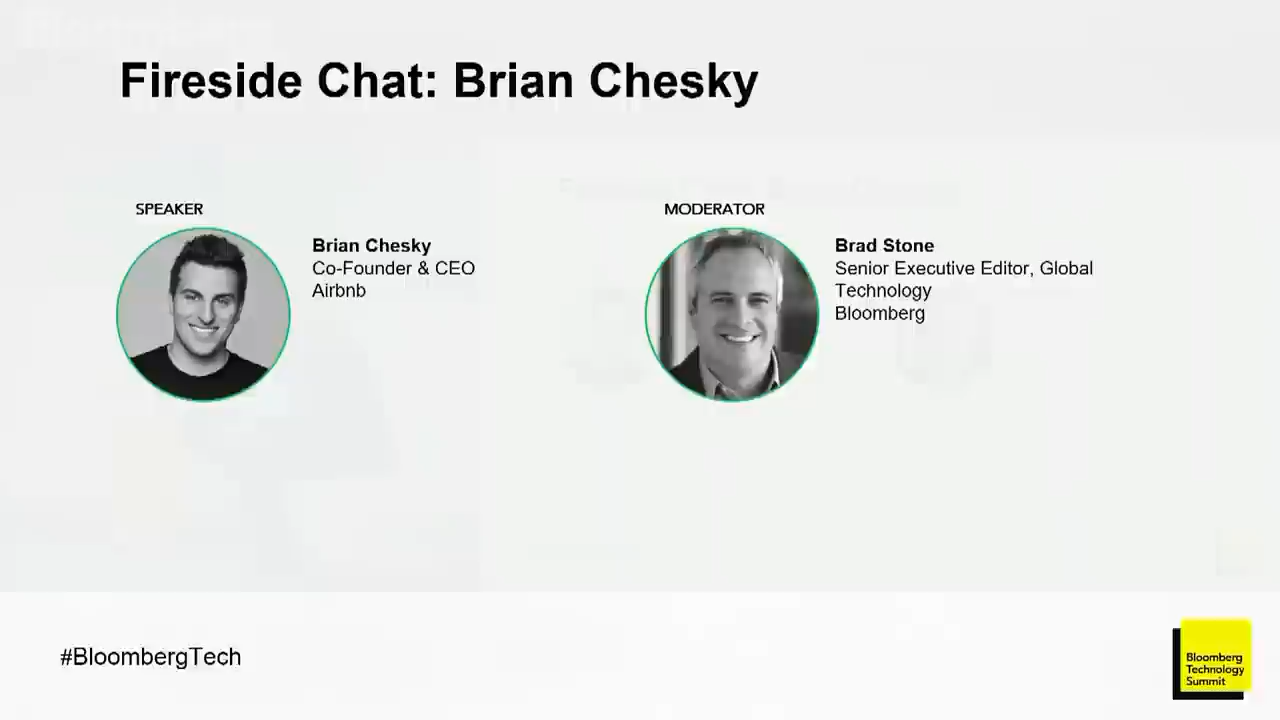 Fireside Chat: Brian Chesky
SPEAKER
Brian Chesky
Co-Founder & CEO
Airbnb
MODERATOR
Brad Stone
Senior Executive Editor, Global
Technology
Bloomberg
#BloombergTech
Bloomberg
Technology
Summit